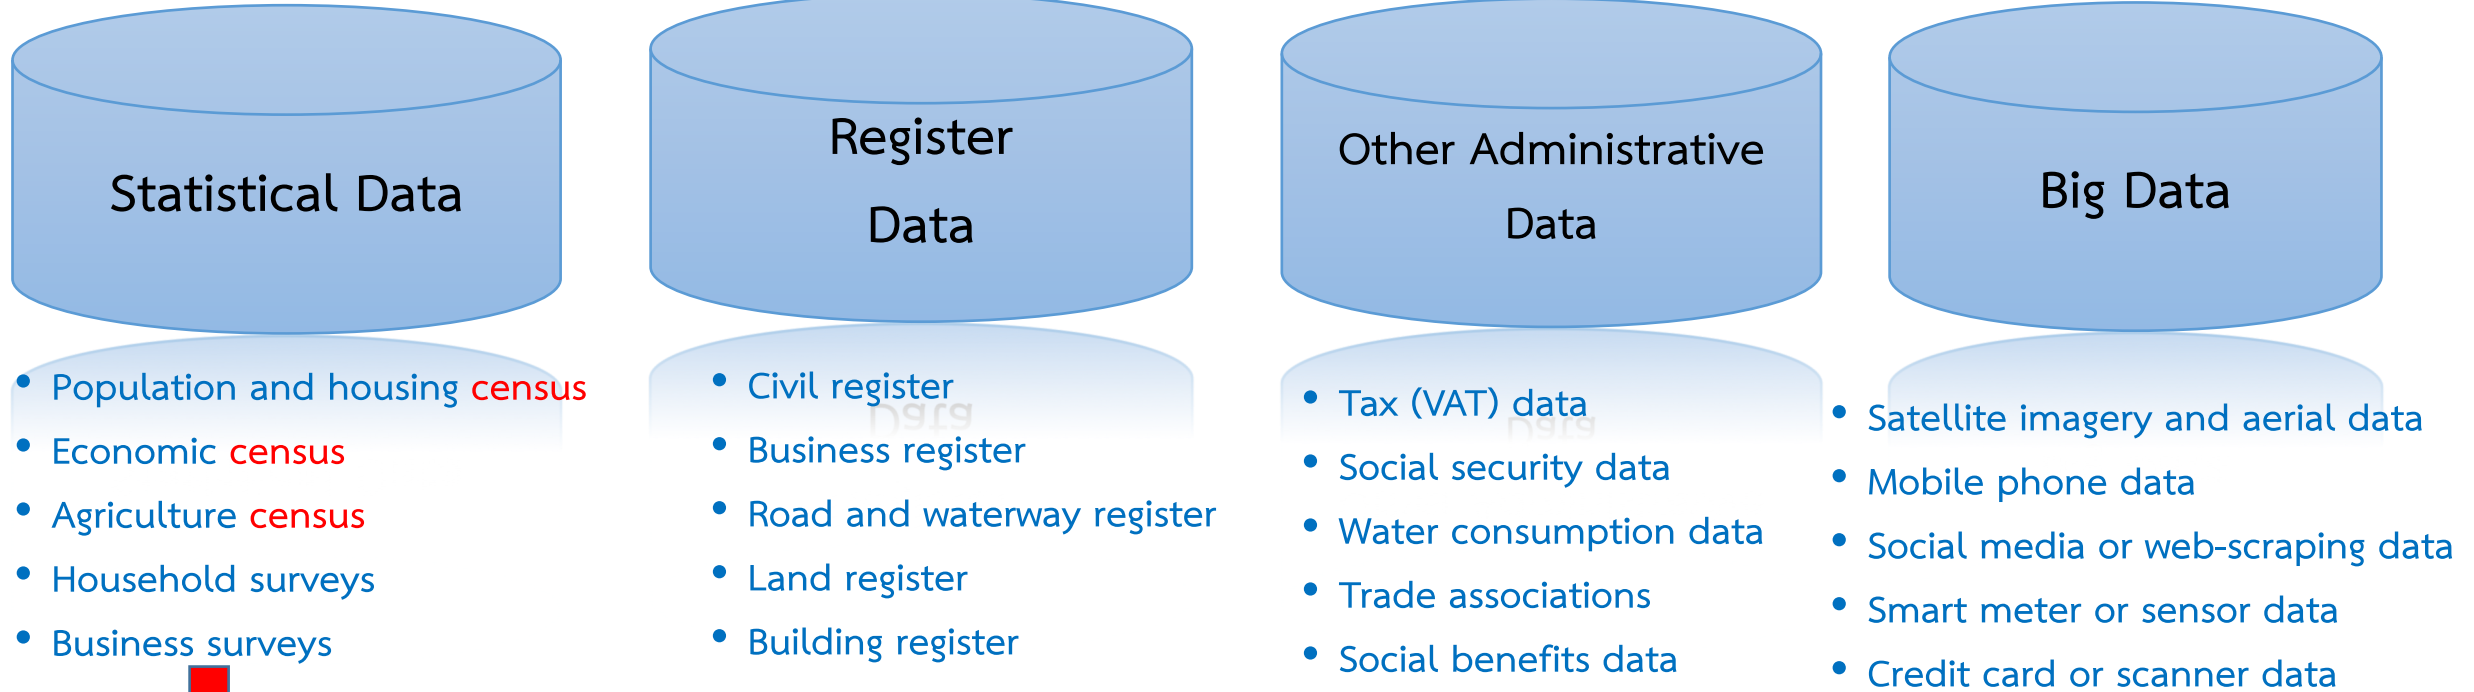 Statistical Data
• Population and housing census
• Economic census
• Agriculture census
• Household surveys
• Business surveys
Register
Data
• Civil register
• Business register
• Road and waterway register
• Land register
• Building register
Other Administrative
Data
• Tax (VAT) data
• Social security data
• Water consumption data
• Trade associations
• Social benefits data
Big Data
• Satellite imagery and aerial data
• Mobile phone data
• Social media or web-scraping data
• Smart meter or sensor data
• Credit card or scanner data